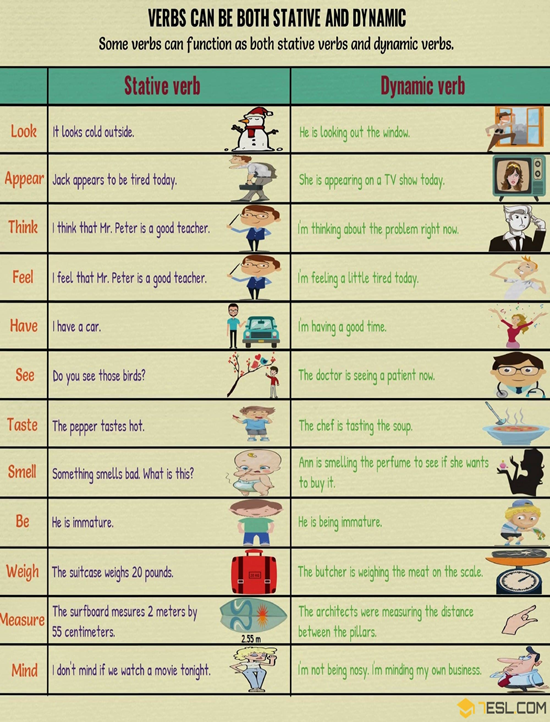 VERBS CAN BE BOTH STATIVE AND DYNAMIC
Some verbs can function as both stative verbs and dynamic verbs.
Stative verb
Dynamic verb
Look
It looks cold outside.
He is looking out the window.
Appear
Jack appears to be tired today.
She is appearing on a TV show today.
Think
I think that Mr. Peter is a good teacher.
I'm thinking about the problem right now.
Feel
I feel that Mr. Peter is a good teacher.
I'm feeling a little tired today.
Have
I have a car.
I'm having a good time.
See
Do you see those birds?
The doctor is seeing a patient now.
Taste
The pepper tastes hot.
The chef is tasting the soup.
Smell
Something smells bad. What is this?
Ann is smelling the perfume to see if she wants
to buy it.
Be
He is immature.
He is being immature.
Weigh
The suitcase weighs 20 pounds.
The butcher is weighing the meat on the scale.
Measure
The surfboard mesures 2 meters by
55 centimeters.
2.55 m
The architects were measuring the distance
between the pillars.
Mind
I don't mind if we watch a movie tonight.
I'm not being nosy. I'm minding my own business.
7ESL.COM